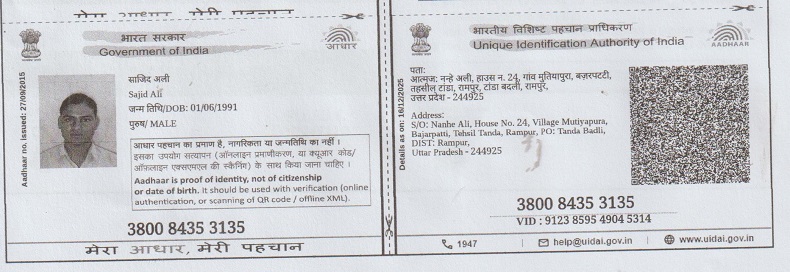 मेरा आधार मेरी पहचान
भारत सरकार
Government of India
आधार
Aadhaar no. issued: 27/09/2015
साजिद अली
Sajid Ali
जन्म तिथि/DOB: 01/06/1991
पुरुष/ MALE
आधार पहचान का प्रमाण है, नागरिकता या जन्मतिथि का नहीं ।
इसका उपयोग सत्यापन (ऑनलाइन प्रमाणीकरण, या क्यूआर कोड/
ऑफ़लाइन एक्सएमएल की स्कैनिंग) के साथ किया जाना चाहिए ।
Aadhaar is proof of identity, not of citizenship
or date of birth. It should be used with verification (online
authentication, or scanning of QR code / offline XML).
3800 8435 3135
मेरा आधार, मेरी पहचान
भारतीय विशिष्ट पहचान प्राधिकरण
Unique Identification Authority of India
AADHAAR
Details as on: 16/12/2025
पता:
आत्मज: नन्हे अली, हाउस न. 24, गांव मुतियापुरा, बज़रपटटी,
तहसील टांडा, रामपुर, टांडा बदली, रामपुर,
उत्तर प्रदेश - 244925
Address:
S/O: Nanhe Ali, House No. 24, Village Mutiyapura,
Bajarpatti, Tehsil Tanda, Rampur, PO: Tanda Badli,
DIST: Rampur,
Uttar Pradesh - 244925
3800 8435 3135
VID : 9123 8595 4904 5314
1947
help@uidai.gov.in
www.uidai.gov.in